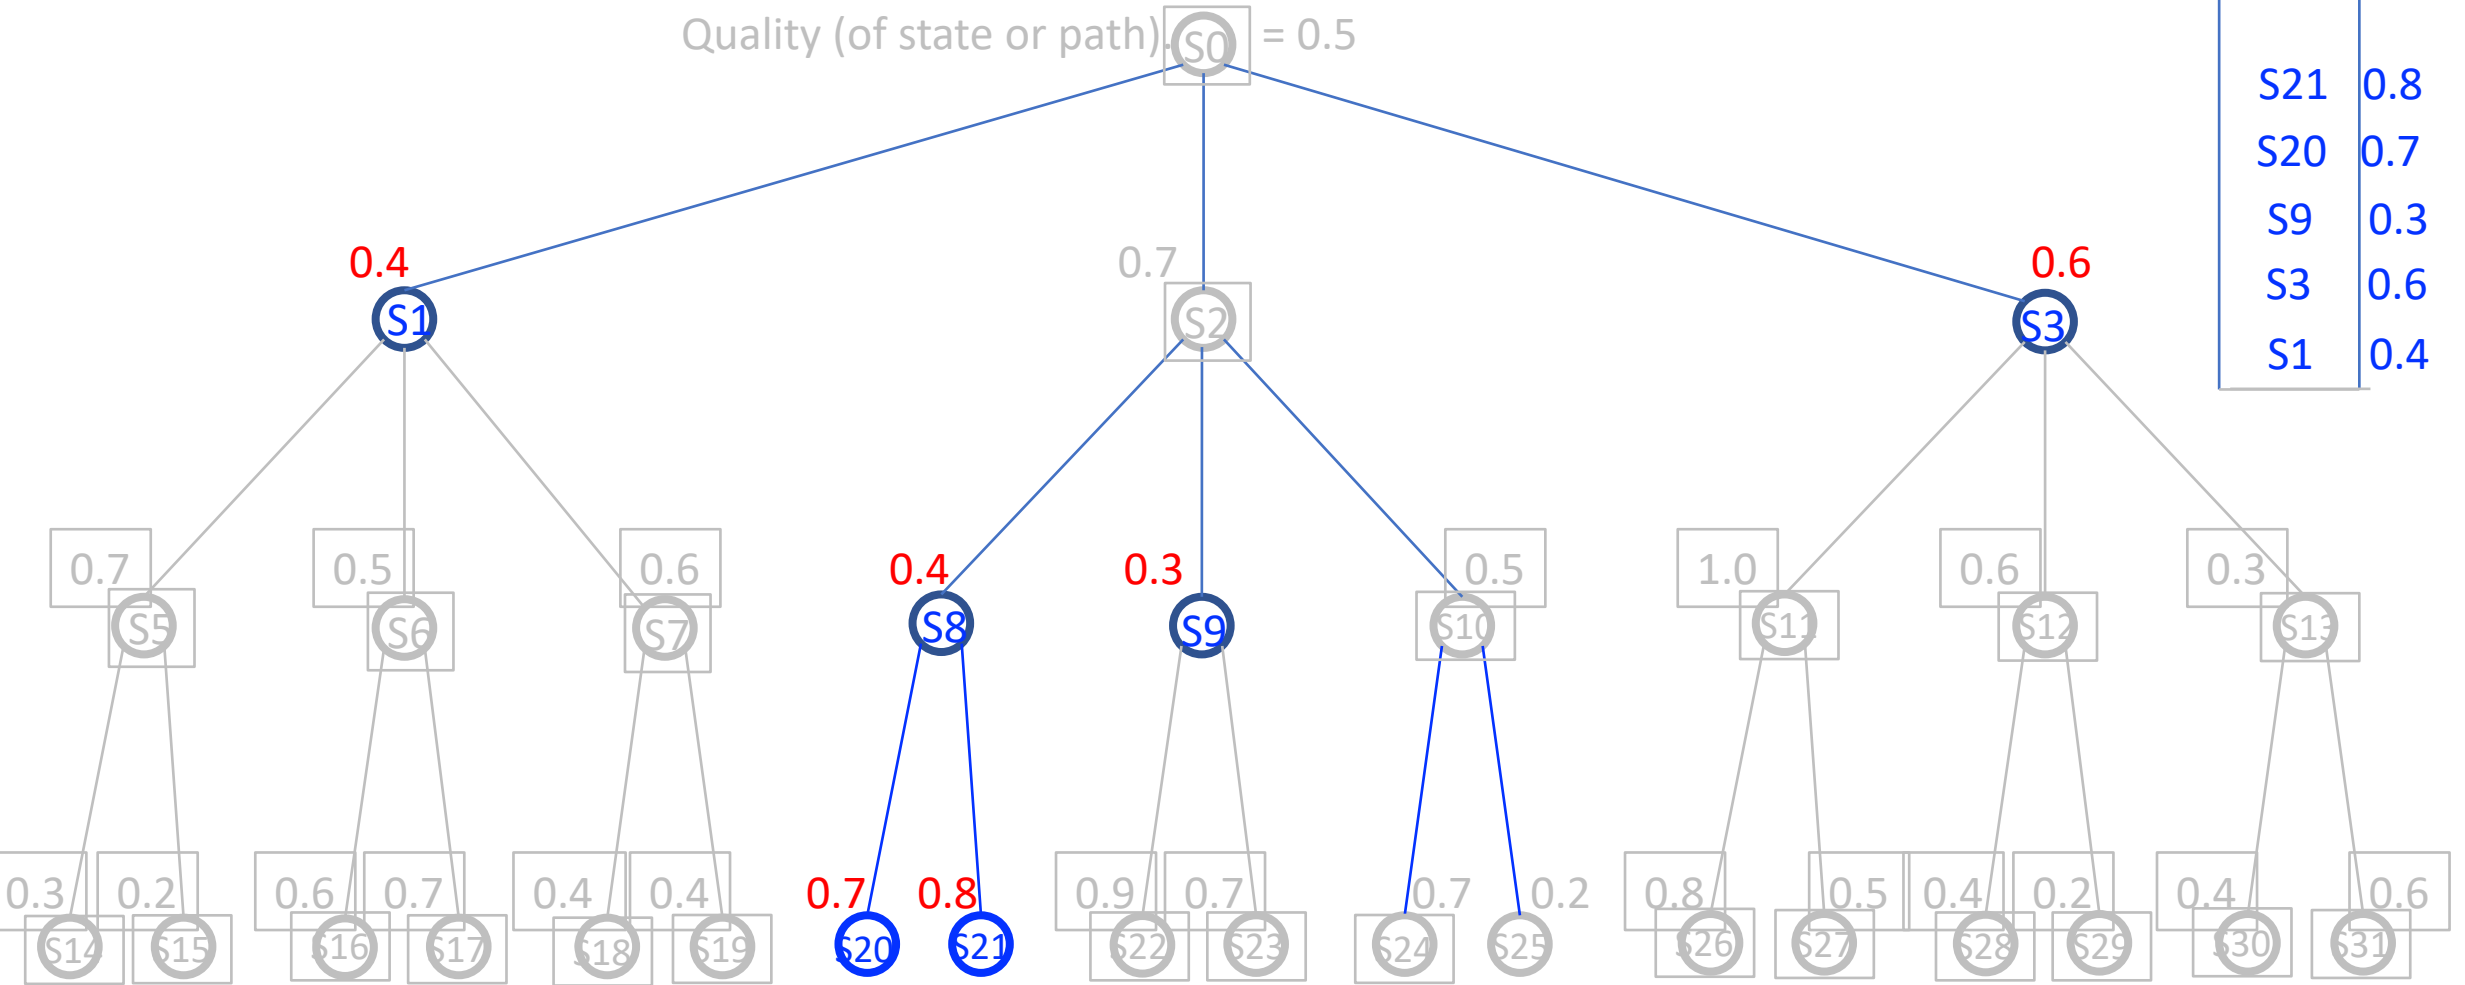 Quality (of state or path). S0 = 0.5
S21 0.8
S20 0.7
S9 0.3
S3 0.6
S1 0.4
0.4 0.7 0.6
S1 S2 S3
0.7 0.5 0.6 0.4 0.3 0.5 1.0 0.6 0.3
S5 S6 S7 S8 S9 S10 S11 S12 S13
0.3 0.2 0.6 0.7 0.4 0.4 0.7 0.8 0.9 0.7 0.7 0.2 0.8 0.5 0.4 0.2 0.4 0.6
S14 S15 S16 S17 S18 S19 S20 S21 S22 S23 S24 S25 S26 S27 S28 S29 S30 S31